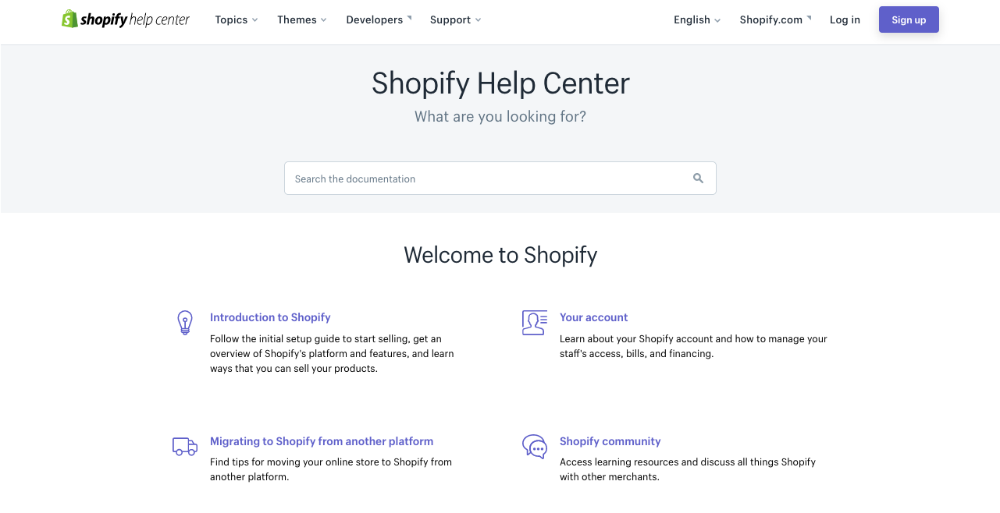 shopify help center
Topics
Themes
Developers
Support
English
Shopify.com
Log in
Sign up
Shopify Help Center
What are you looking for?
Search the documentation
Welcome to Shopify
Introduction to Shopify
Follow the initial setup guide to start selling, get an
overview of Shopify's platform and features, and learn
ways that you can sell your products.
Your account
Learn about your Shopify account and how to manage your
staff's access, bills, and financing.
Migrating to Shopify from another platform
Find tips for moving your online store to Shopify from
another platform.
Shopify community
Access learning resources and discuss all things Shopify
with other merchants.